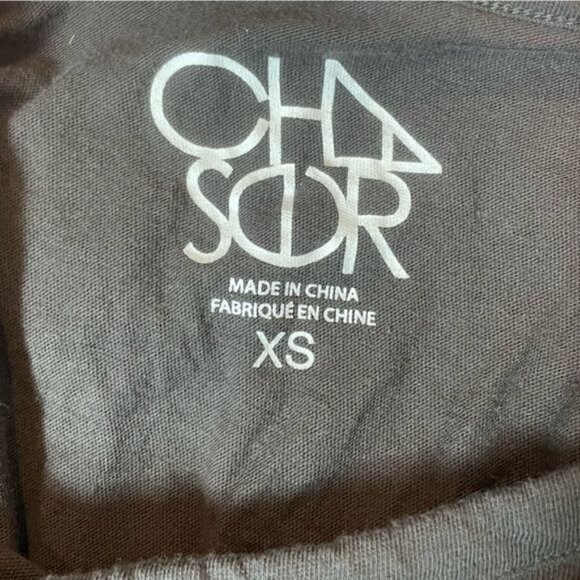 CHA
SER
MADE IN CHINA
FABRIQUÉ EN CHINE
XS